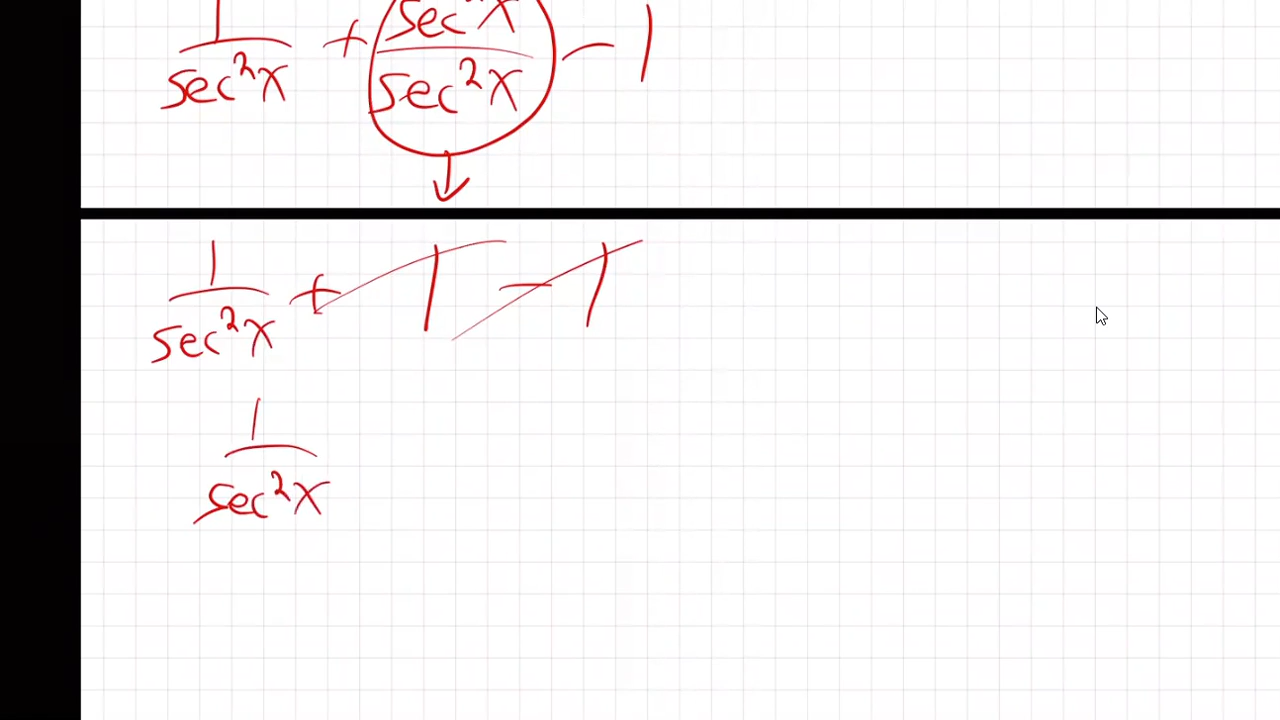 1/sec²x + sec²x/sec²x - 1
1/sec²x + 1 - 1
1/sec²x